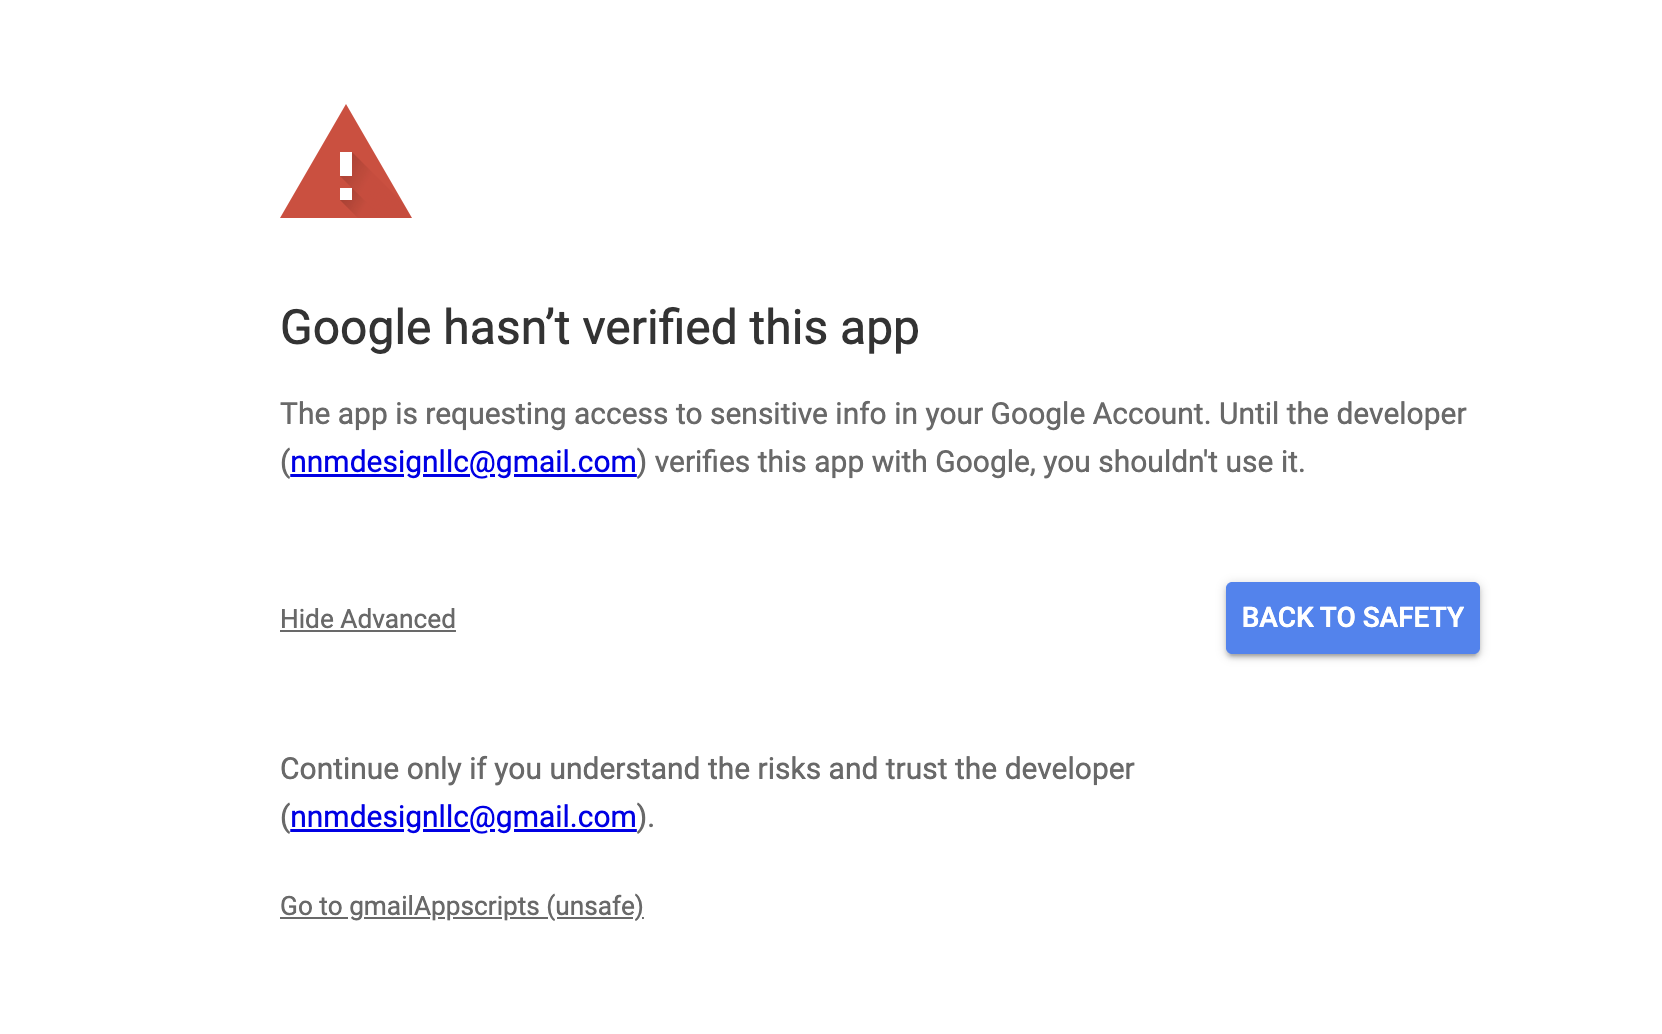 Google hasn’t verified this app
The app is requesting access to sensitive info in your Google Account. Until the developer
(nnmdesignllc@gmail.com) verifies this app with Google, you shouldn't use it.
Hide Advanced
BACK TO SAFETY
Continue only if you understand the risks and trust the developer
(nnmdesignllc@gmail.com).
Go to gmailAppscripts (unsafe)